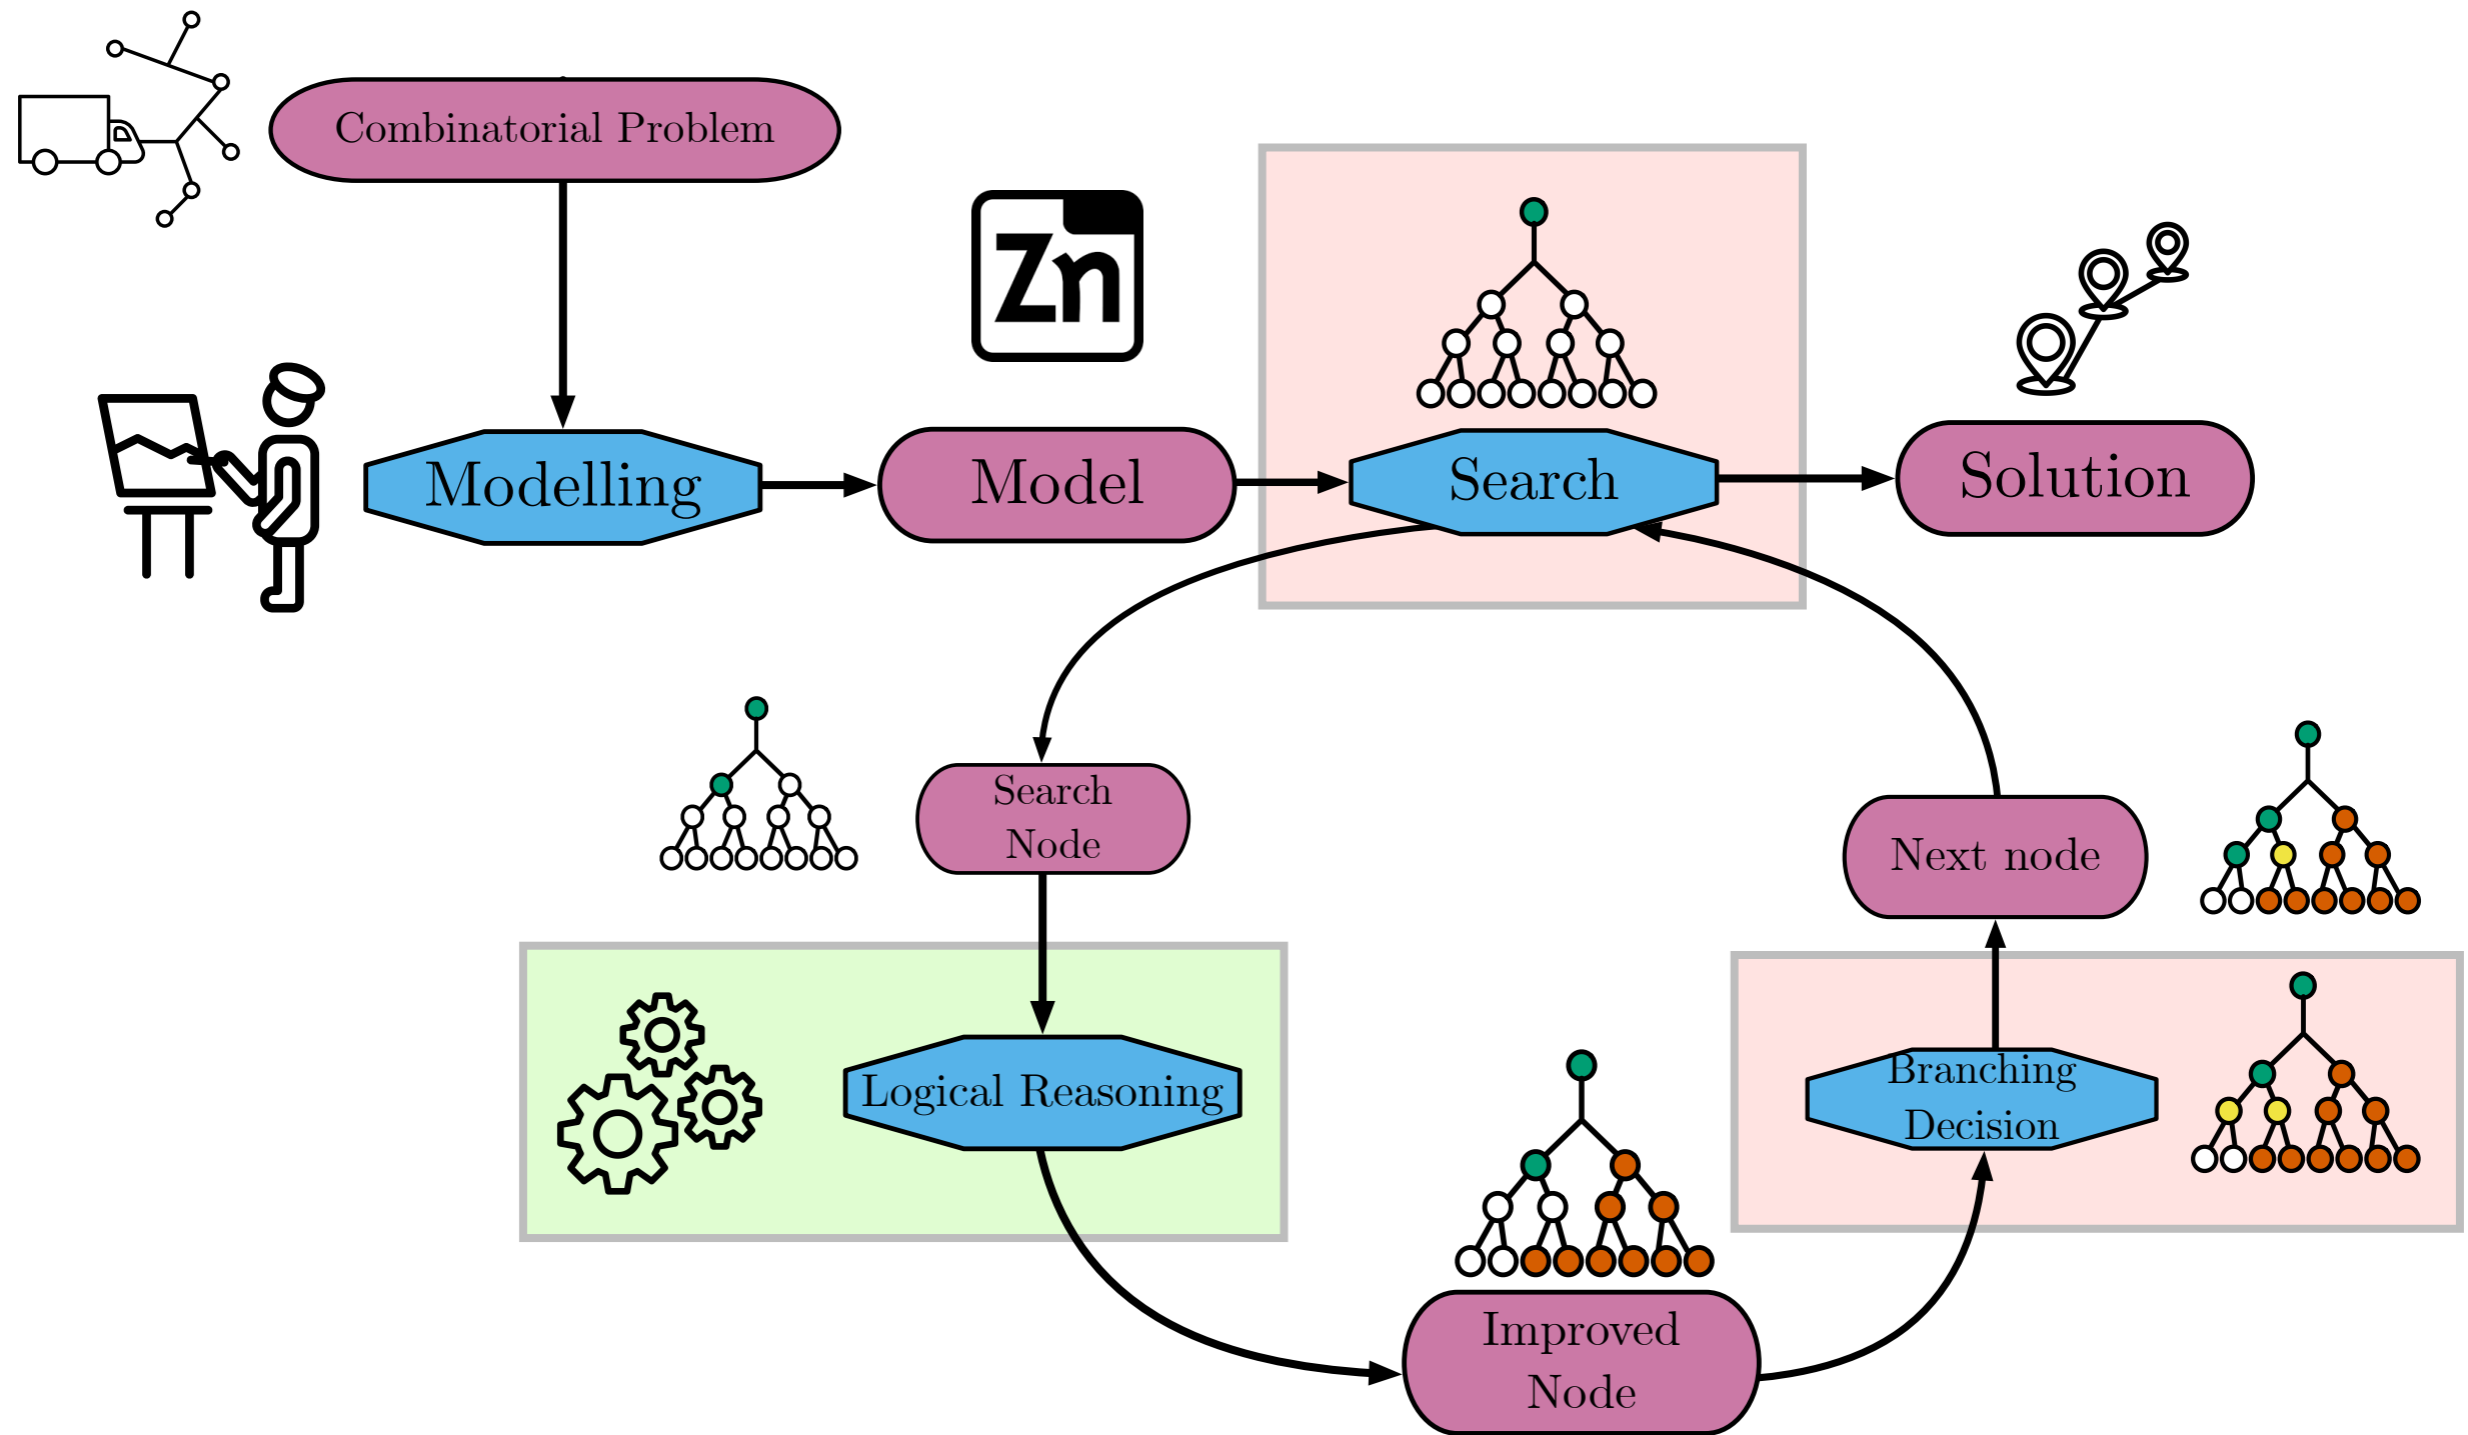 Combinatorial Problem
Zn
Modelling
Model
Search
Solution
Search
Node
Next node
Logical Reasoning
Branching
Decision
Improved
Node